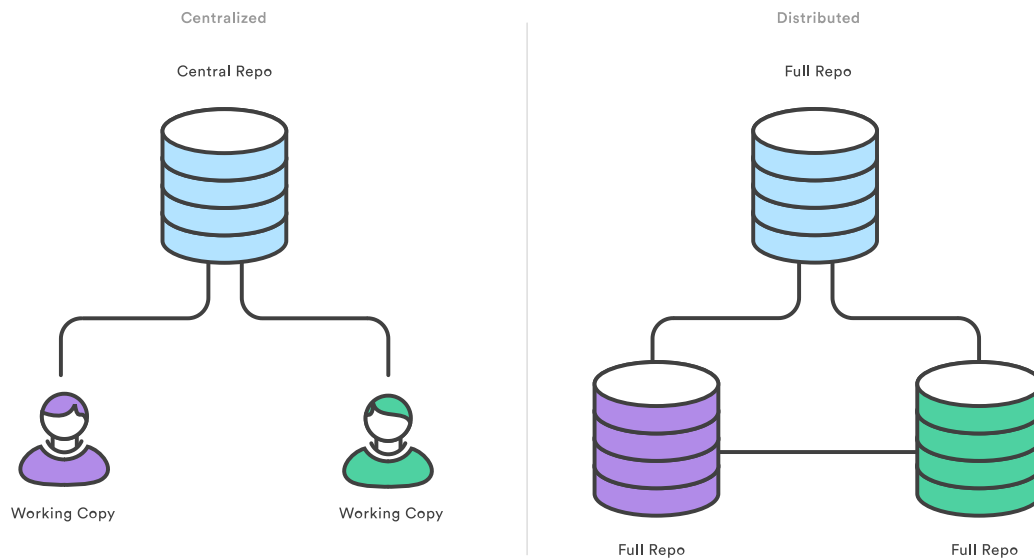 Centralized
Central Repo
Working Copy
Working Copy
Distributed
Full Repo
Full Repo
Full Repo